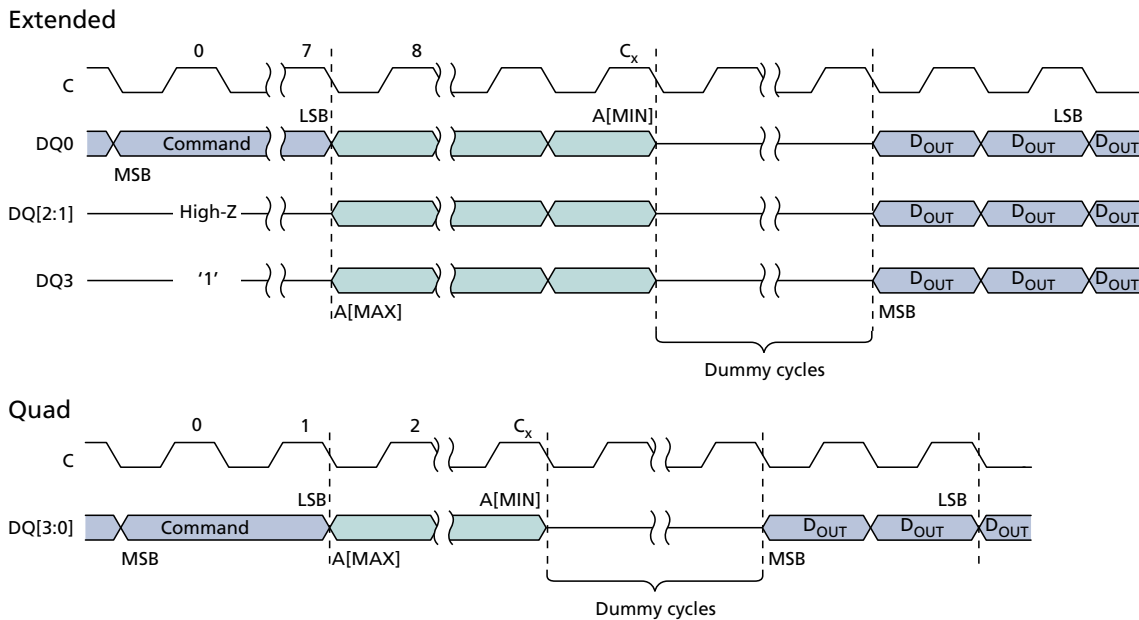 Extended
0 7 8 Cx
C
LSB A[MIN] LSB
DQ0 Command DOUT DOUT DOUT
MSB
DQ[2:1] High-Z DOUT DOUT DOUT
DQ3 '1' DOUT DOUT DOUT
A[MAX] MSB
Dummy cycles
Quad
0 1 2 Cx
C
LSB A[MIN] LSB
DQ[3:0] Command DOUT DOUT DOUT
MSB A[MAX] MSB
Dummy cycles